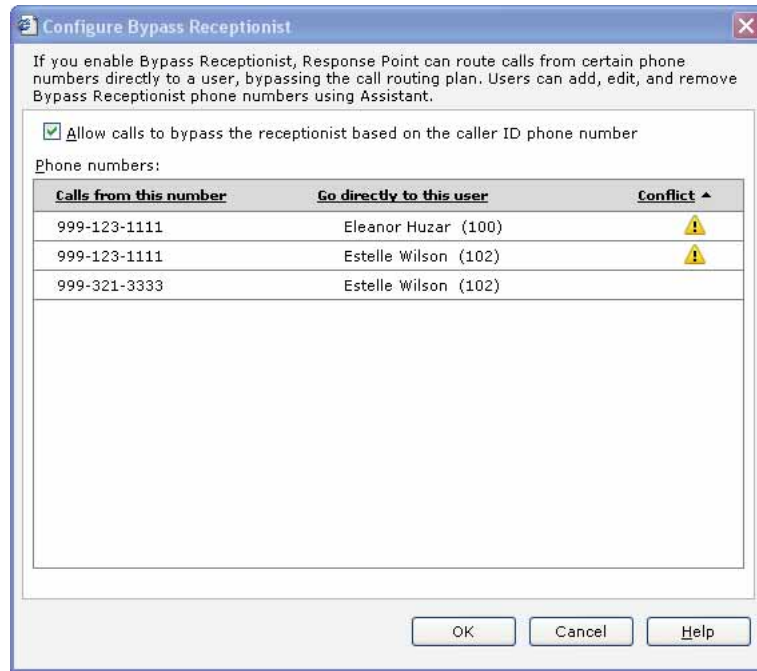 Configure Bypass Receptionist
If you enable Bypass Receptionist, Response Point can route calls from certain phone
numbers directly to a user, bypassing the call routing plan. Users can add, edit, and remove
Bypass Receptionist phone numbers using Assistant.
Allow calls to bypass the receptionist based on the caller ID phone number
Phone numbers:
Calls from this number Go directly to this user Conflict
999-123-1111 Eleanor Huzar (100)
999-123-1111 Estelle Wilson (102)
999-321-3333 Estelle Wilson (102)
OK Cancel Help